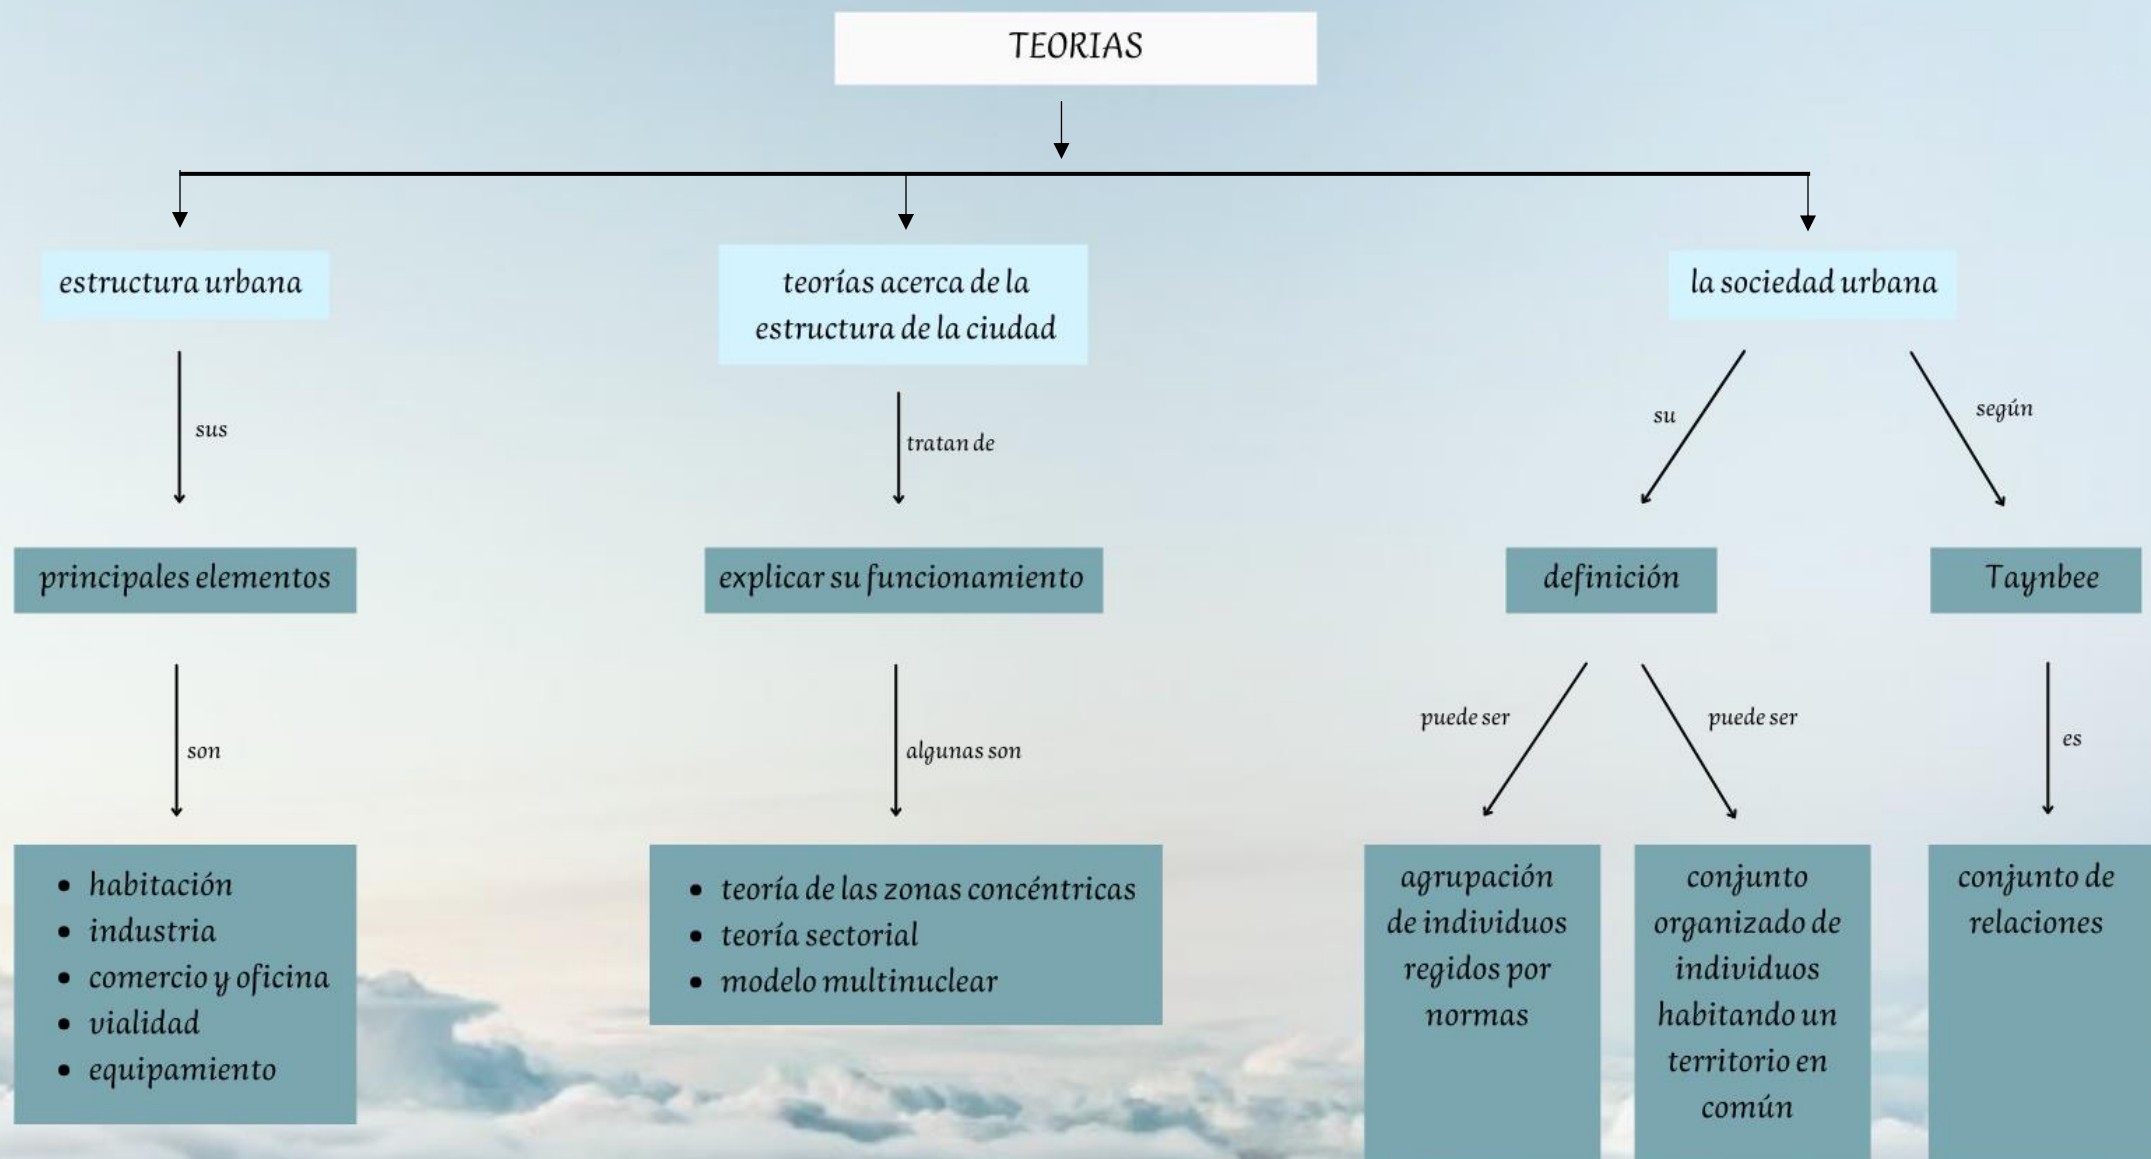 TEORIAS
estructura urbana
teorías acerca de la
estructura de la ciudad
la sociedad urbana
sus
tratan de
su
según
principales elementos
explicar su funcionamiento
definición
Taynbee
son
algunas son
puede ser
puede ser
es
• habitación
• industria
• comercio y oficina
• vialidad
• equipamiento
• teoría de las zonas concéntricas
• teoría sectorial
• modelo multinuclear
agrupación
de individuos
regidos por
normas
conjunto
organizado de
individuos
habitando un
territorio en
común
conjunto de
relaciones